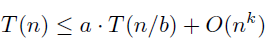 T(n) ≤ a · T(n/b) + O(n^k)